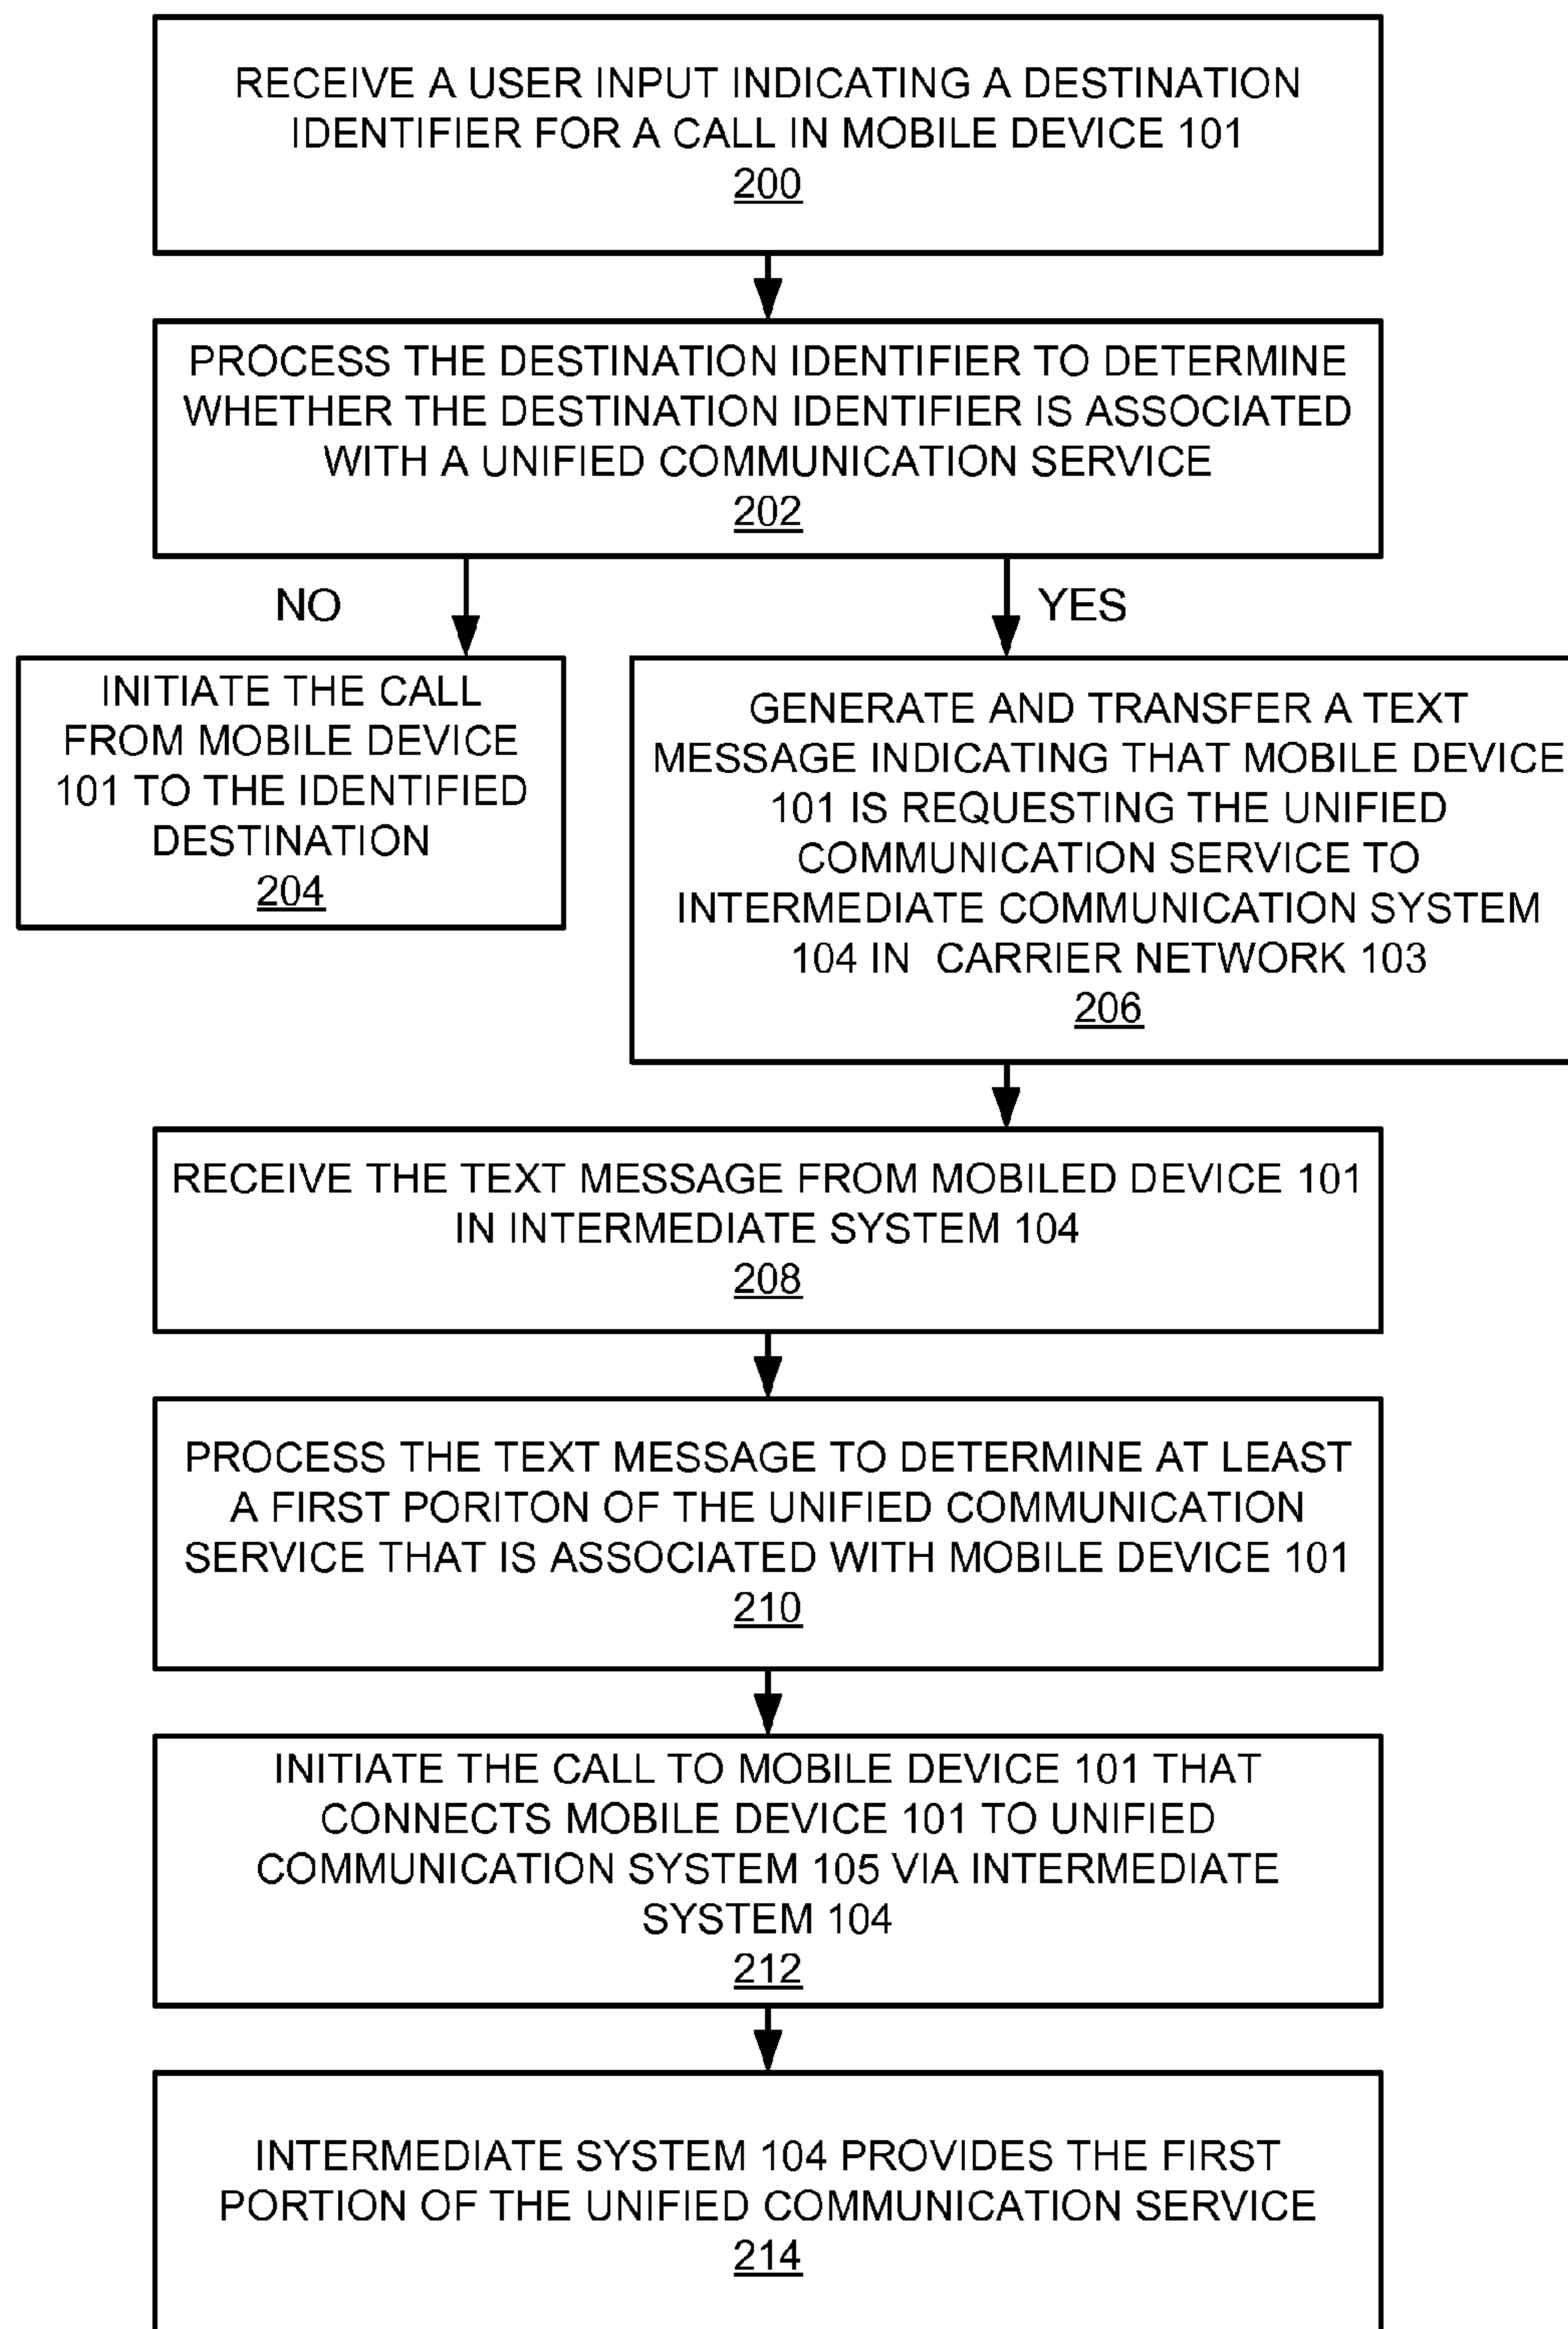 RECEIVE A USER INPUT INDICATING A DESTINATION
IDENTIFIER FOR A CALL IN MOBILE DEVICE 101
200
PROCESS THE DESTINATION IDENTIFIER TO DETERMINE
WHETHER THE DESTINATION IDENTIFIER IS ASSOCIATED
WITH A UNIFIED COMMUNICATION SERVICE
202
NO
YES
INITIATE THE CALL
FROM MOBILE DEVICE
101 TO THE IDENTIFIED
DESTINATION
204
GENERATE AND TRANSFER A TEXT
MESSAGE INDICATING THAT MOBILE DEVICE
101 IS REQUESTING THE UNIFIED
COMMUNICATION SERVICE TO
INTERMEDIATE COMMUNICATION SYSTEM
104 IN CARRIER NETWORK 103
206
RECEIVE THE TEXT MESSAGE FROM MOBILED DEVICE 101
IN INTERMEDIATE SYSTEM 104
208
PROCESS THE TEXT MESSAGE TO DETERMINE AT LEAST
A FIRST PORITON OF THE UNIFIED COMMUNICATION
SERVICE THAT IS ASSOCIATED WITH MOBILE DEVICE 101
210
INITIATE THE CALL TO MOBILE DEVICE 101 THAT
CONNECTS MOBILE DEVICE 101 TO UNIFIED
COMMUNICATION SYSTEM 105 VIA INTERMEDIATE
SYSTEM 104
212
INTERMEDIATE SYSTEM 104 PROVIDES THE FIRST
PORTION OF THE UNIFIED COMMUNICATION SERVICE
214